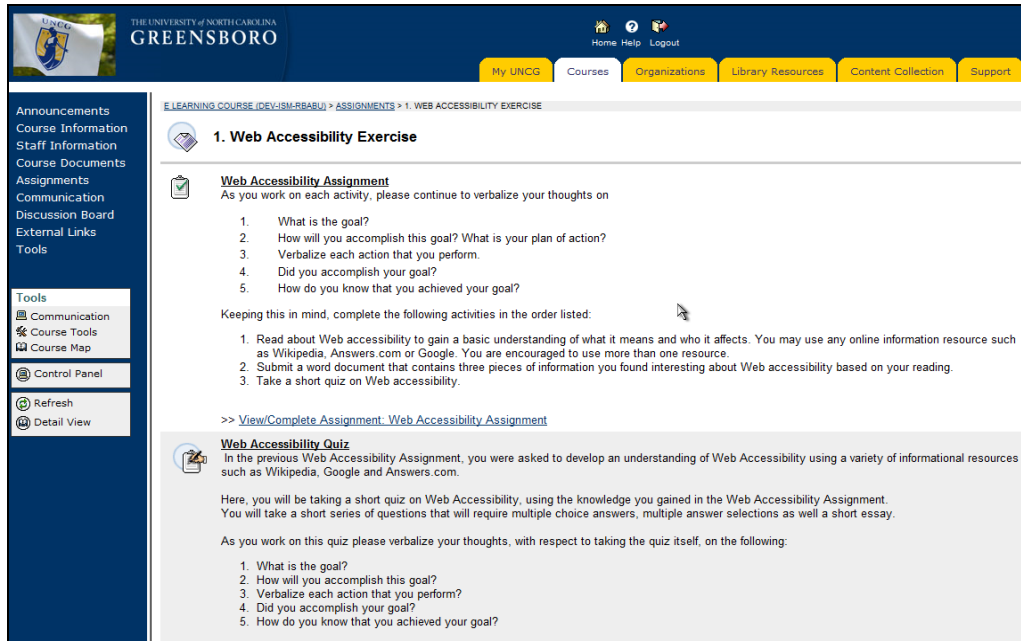 UNCG
THE UNIVERSITY of NORTH CAROLINA
GREENSBORO
Home Help Logout
My UNCG Courses Organizations Library Resources Content Collection Support
Announcements
Course Information
Staff Information
Course Documents
Assignments
Communication
Discussion Board
External Links
Tools
Tools
Communication
Course Tools
Course Map
Control Panel
Refresh
Detail View
E LEARNING COURSE (DEV-ISM-RBABU) > ASSIGNMENTS > 1. WEB ACCESSIBILITY EXERCISE
1. Web Accessibility Exercise
Web Accessibility Assignment
As you work on each activity, please continue to verbalize your thoughts on
1. What is the goal?
2. How will you accomplish this goal? What is your plan of action?
3. Verbalize each action that you perform.
4. Did you accomplish your goal?
5. How do you know that you achieved your goal?
Keeping this in mind, complete the following activities in the order listed:
1. Read about Web accessibility to gain a basic understanding of what it means and who it affects. You may use any online information resource such
as Wikipedia, Answers.com or Google. You are encouraged to use more than one resource.
2. Submit a word document that contains three pieces of information you found interesting about Web accessibility based on your reading.
3. Take a short quiz on Web accessibility.
>> View/Complete Assignment: Web Accessibility Assignment
Web Accessibility Quiz
In the previous Web Accessibility Assignment, you were asked to develop an understanding of Web Accessibility using a variety of informational resources
such as Wikipedia, Google and Answers.com.
Here, you will be taking a short quiz on Web Accessibility, using the knowledge you gained in the Web Accessibility Assignment.
You will take a short series of questions that will require multiple choice answers, multiple answer selections as well a short essay.
As you work on this quiz please verbalize your thoughts, with respect to taking the quiz itself, on the following:
1. What is the goal?
2. How will you accomplish this goal?
3. Verbalize each action that you perform?
4. Did you accomplish your goal?
5. How do you know that you achieved your goal?